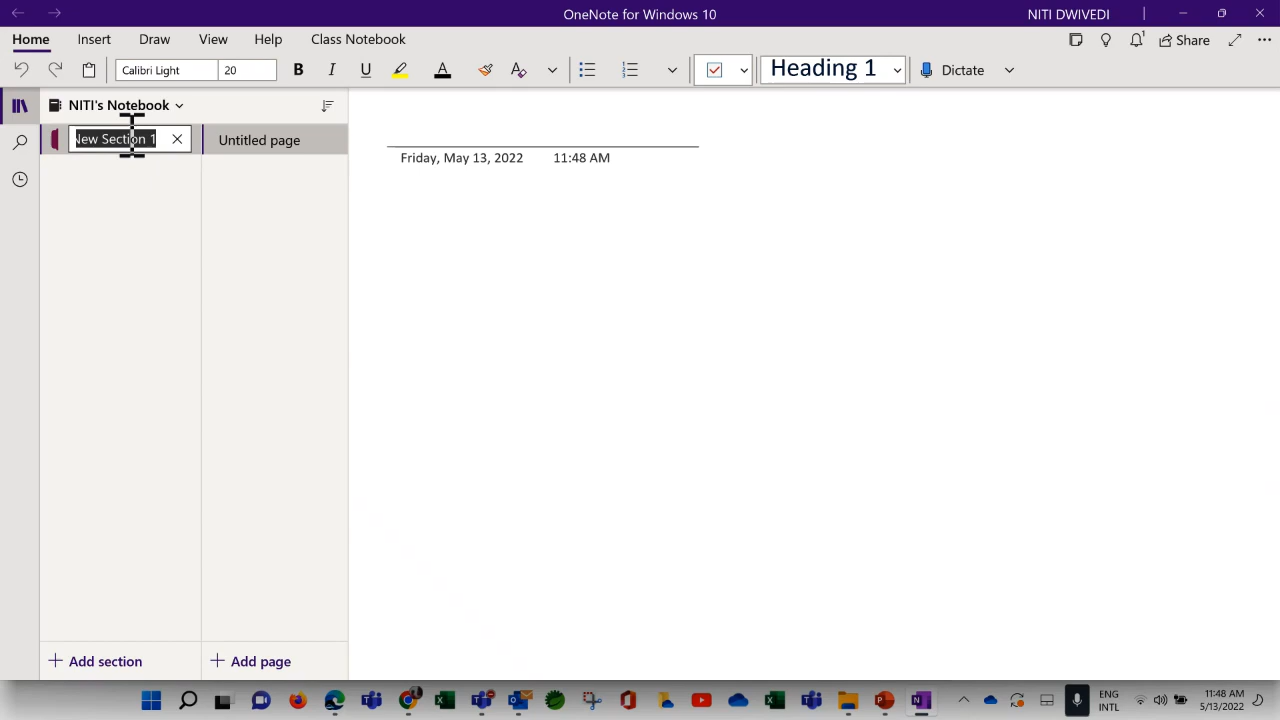 OneNote for Windows 10
NITI DWIVEDI
Home Insert Draw View Help Class Notebook
Share
Calibri Light 20 B I U A Heading 1 Dictate
NITI's Notebook
New Section 1
Untitled page
Friday, May 13, 2022 11:48 AM
+ Add section
+ Add page
ENG
INTL
11:48 AM
5/13/2022